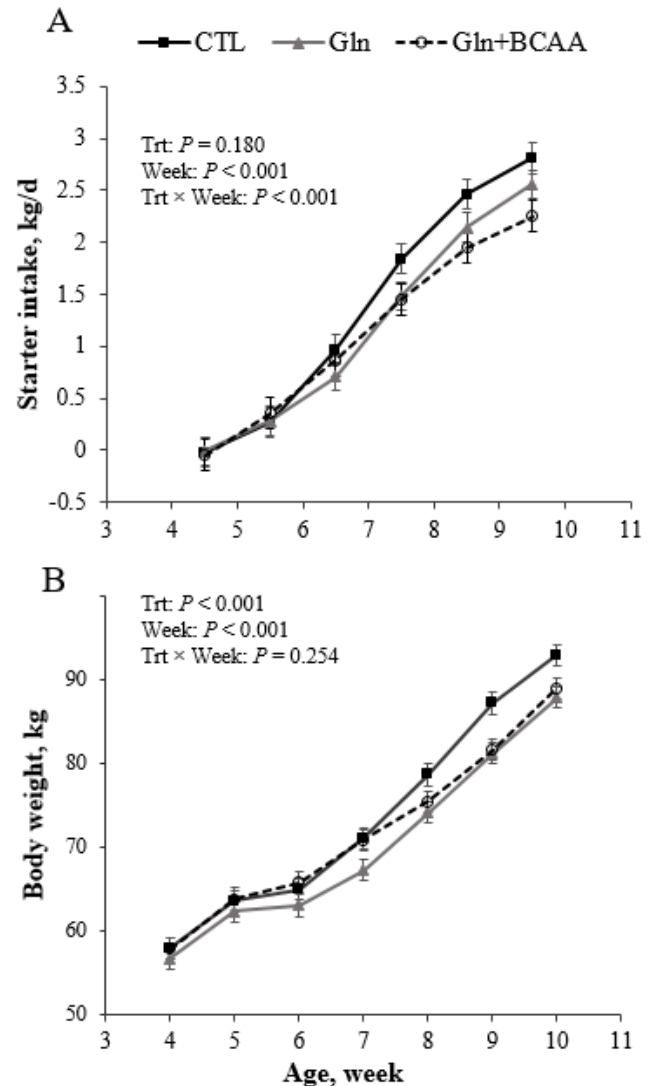 A
CTL Gln Gln+BCAA
3.5
3
2.5
2
1.5
1
0.5
0
-0.5
Starter intake, kg/d
Trt: P = 0.180
Week: P < 0.001
Trt × Week: P < 0.001
3 4 5 6 7 8 9 10 11
B
Trt: P < 0.001
Week: P < 0.001
Trt × Week: P = 0.254
90
80
70
60
50
Body weight, kg
3 4 5 6 7 8 9 10 11
Age, week